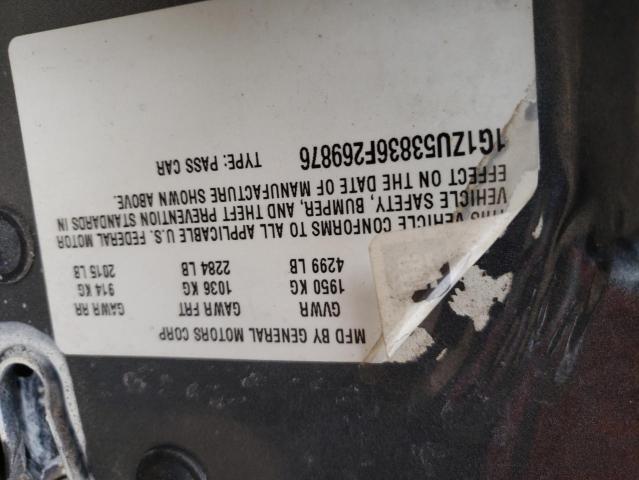 MFD BY GENERAL MOTORS CORP
GVWR GAWR FRT GAWR RR
1950 KG 1036 KG 914 KG
4299 LB 2284 LB 2015 LB
THIS VEHICLE CONFORMS TO ALL APPLICABLE U.S. FEDERAL MOTOR
VEHICLE SAFETY, BUMPER, AND THEFT PREVENTION STANDARDS IN
EFFECT ON THE DATE OF MANUFACTURE SHOWN ABOVE.
1G1ZU53836F269876 TYPE: PASS CAR